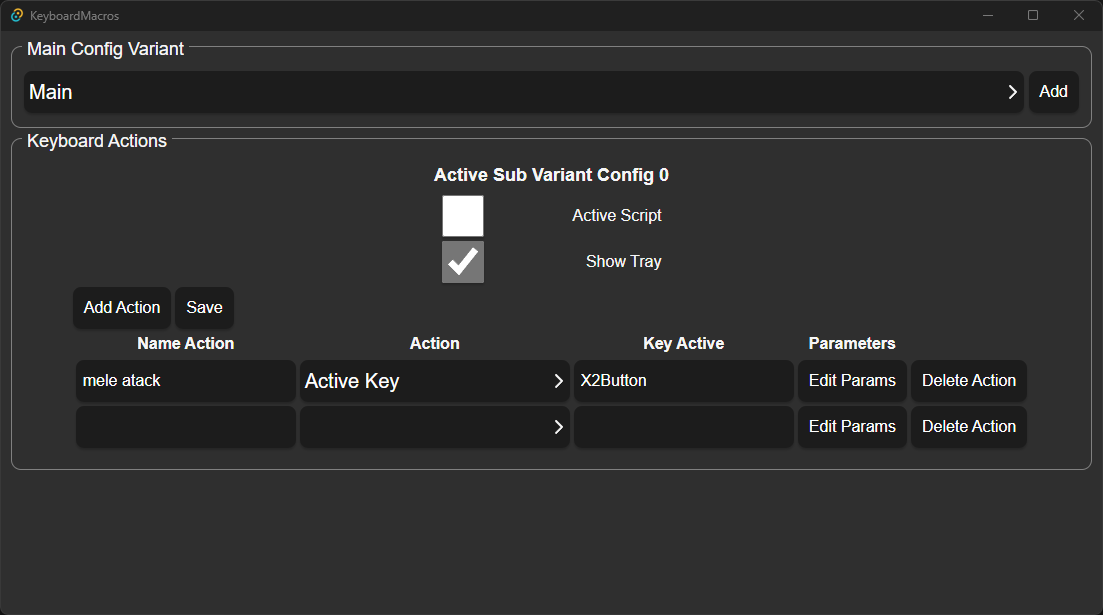 KeyboardMacros
Main Config Variant
Main
Add
Keyboard Actions
Active Sub Variant Config 0
Active Script
Show Tray
Add Action Save
Name Action Action Key Active Parameters
mele atack Active Key X2Button Edit Params Delete Action
Edit Params Delete Action